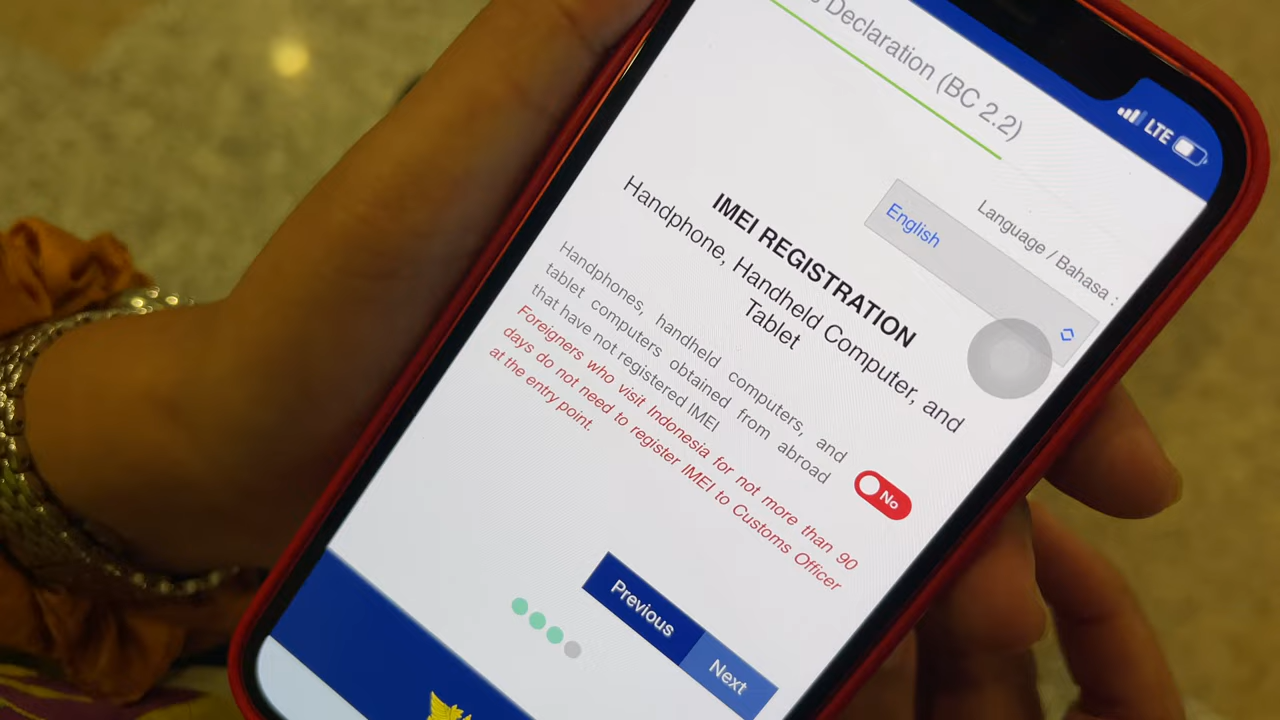 LTE
Declaration (BC 2.2)
Language / Bahasa :
English
IMEI REGISTRATION
Handphone, Handheld Computer, and
Tablet
Handphones, handheld computers, and
tablet computers obtained from abroad
that have not registered IMEI
Foreigners who visit Indonesia for not more than 90
days do not need to register IMEI to Customs Officer
at the entry point.
No
Previous
Next